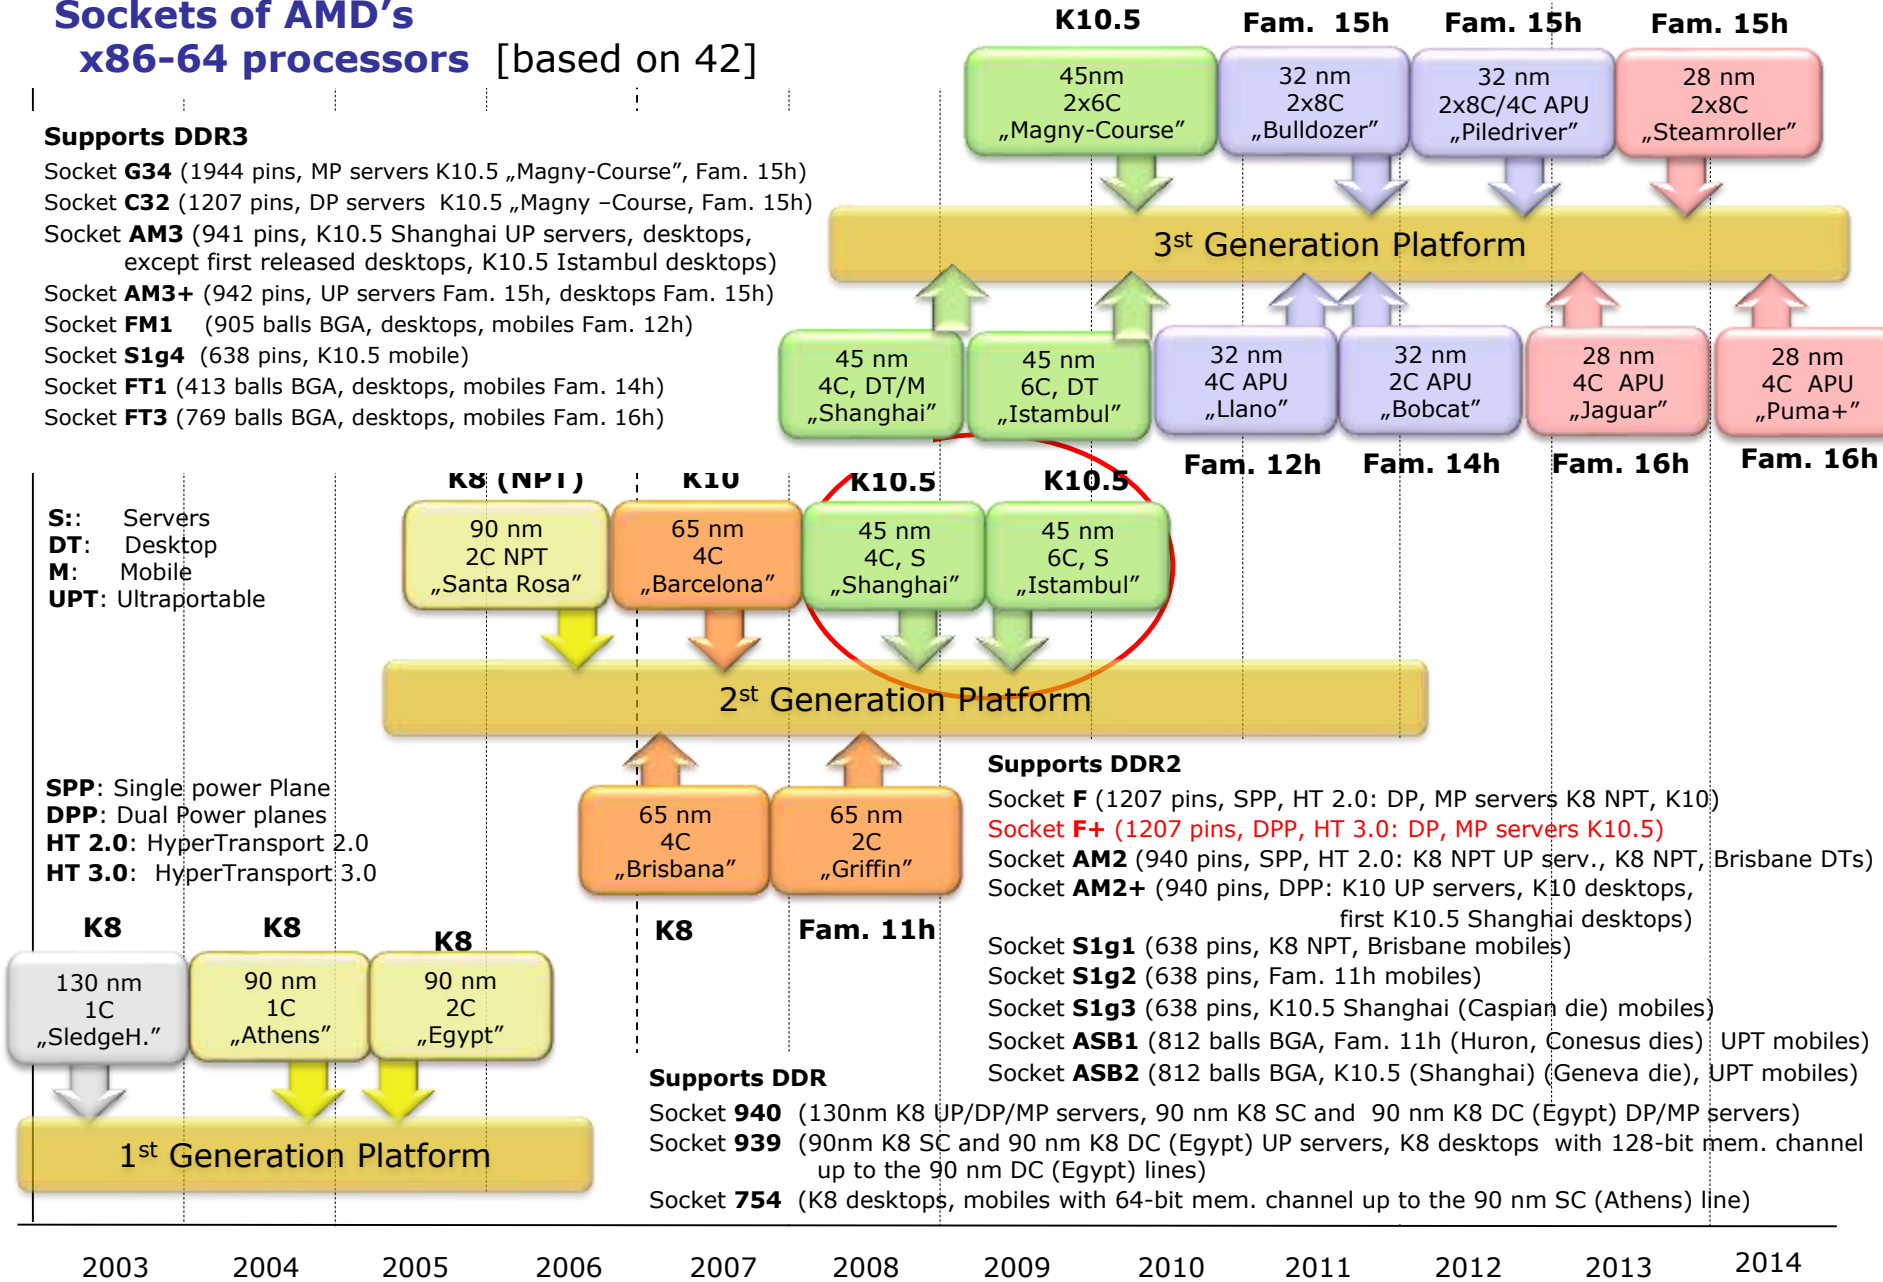 Sockets of AMD's
x86-64 processors [based on 42]
K10.5
Fam. 15h
Fam. 15h
Fam. 15h
45nm
2x6C
„Magny-Course”
32 nm
2x8C
„Bulldozer”
32 nm
2x8C/4C APU
„Piledriver”
28 nm
2x8C
„Steamroller”
Supports DDR3
Socket G34 (1944 pins, MP servers K10.5 „Magny-Course”, Fam. 15h)
Socket C32 (1207 pins, DP servers K10.5 „Magny –Course, Fam. 15h)
Socket AM3 (941 pins, K10.5 Shanghai UP servers, desktops,
except first released desktops, K10.5 Istambul desktops)
Socket AM3+ (942 pins, UP servers Fam. 15h, desktops Fam. 15h)
Socket FM1 (905 balls BGA, desktops, mobiles Fam. 12h)
Socket S1g4 (638 pins, K10.5 mobile)
Socket FT1 (413 balls BGA, desktops, mobiles Fam. 14h)
Socket FT3 (769 balls BGA, desktops, mobiles Fam. 16h)
3st Generation Platform
45 nm
4C, DT/M
„Shanghai”
45 nm
6C, DT
„Istambul”
32 nm
4C APU
„Llano”
32 nm
2C APU
„Bobcat”
28 nm
4C APU
„Jaguar”
28 nm
4C APU
„Puma+”
Fam. 12h
Fam. 14h
Fam. 16h
Fam. 16h
K8 (NPT)
K10
K10.5
K10.5
S:: Servers
DT: Desktop
M: Mobile
UPT: Ultraportable
90 nm
2C NPT
„Santa Rosa”
65 nm
4C
„Barcelona”
45 nm
4C, S
„Shanghai”
45 nm
6C, S
„Istambul”
2st Generation Platform
SPP: Single power Plane
DPP: Dual Power planes
HT 2.0: HyperTransport 2.0
HT 3.0: HyperTransport 3.0
65 nm
4C
„Brisbana”
65 nm
2C
„Griffin”
K8
Fam. 11h
Supports DDR2
Socket F (1207 pins, SPP, HT 2.0: DP, MP servers K8 NPT, K10)
Socket F+ (1207 pins, DPP, HT 3.0: DP, MP servers K10.5)
Socket AM2 (940 pins, SPP, HT 2.0: K8 NPT UP serv., K8 NPT, Brisbane DTs)
Socket AM2+ (940 pins, DPP: K10 UP servers, K10 desktops,
first K10.5 Shanghai desktops)
Socket S1g1 (638 pins, K8 NPT, Brisbane mobiles)
Socket S1g2 (638 pins, Fam. 11h mobiles)
Socket S1g3 (638 pins, K10.5 Shanghai (Caspian die) mobiles)
Socket ASB1 (812 balls BGA, Fam. 11h (Huron, Conesus dies) UPT mobiles)
Socket ASB2 (812 balls BGA, K10.5 (Shanghai) (Geneva die), UPT mobiles)
K8
K8
K8
130 nm
1C
„SledgeH.”
90 nm
1C
„Athens”
90 nm
2C
„Egypt”
1st Generation Platform
Supports DDR
Socket 940 (130nm K8 UP/DP/MP servers, 90 nm K8 SC and 90 nm K8 DC (Egypt) DP/MP servers)
Socket 939 (90nm K8 SC and 90 nm K8 DC (Egypt) UP servers, K8 desktops with 128-bit mem. channel
up to the 90 nm DC (Egypt) lines)
Socket 754 (K8 desktops, mobiles with 64-bit mem. channel up to the 90 nm SC (Athens) line)
2003 2004 2005 2006 2007 2008 2009 2010 2011 2012 2013 2014